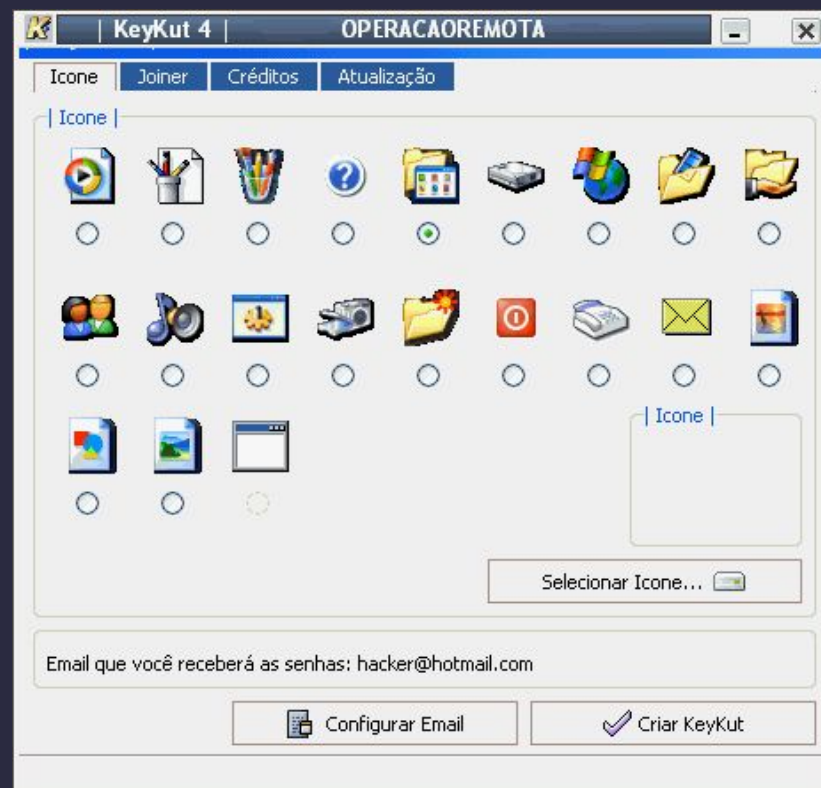 | KeyKut 4 | OPERACAOREMOTA
Icone Joiner Créditos Atualização
| Icone |
| Icone |
Selecionar Icone...
Email que você receberá as senhas: hacker@hotmail.com
Configurar Email Criar KeyKut